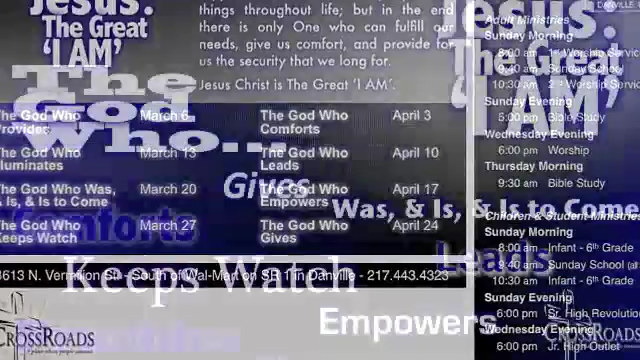 Jesus:
The Great
'I AM'
things throughout life; but in the end
there is only One who can fulfill our
needs, give us comfort, and provide for
us the security that we long for.
Jesus Christ is The Great 'I AM'.
The God Who... 
The God Who
Provides
March 6
The God Who
Illuminates
March 13
The God Who Was,
& Is, & Is to Come
March 20
The God Who
Keeps Watch
March 27
The God Who
Comforts
April 3
The God Who
Leads
April 10
The God Who
Empowers
April 17
The God Who
Gives
April 24
Gives
Comforts
Was, & Is, & Is to Come
Leads
Keeps Watch
Empowers
3613 N. Vermilion St. - South of Wal-Mart on SR 1 in Danville - 217.443.4323
CROSSROADS
Jesus:
The Great
'I AM'
DANVILLE,
Adult Ministries
Sunday Morning
8:00 am 1st Worship Service
9:40 am Sunday School
10:30 am 2nd Worship Service
Sunday Evening
5:00 pm Bible Study
Wednesday Evening
6:00 pm Worship
Thursday Morning
9:30 am Bible Study
Children & Student Ministries
Sunday Morning
8:00 am Infant - 6th Grade
9:40 am Sunday School (a
10:30 am Infant - 6th Grade
Sunday Evening
5:00 pm Sr. High Revolution
Wednesday Evening
6:00 pm Jr. High Outlet